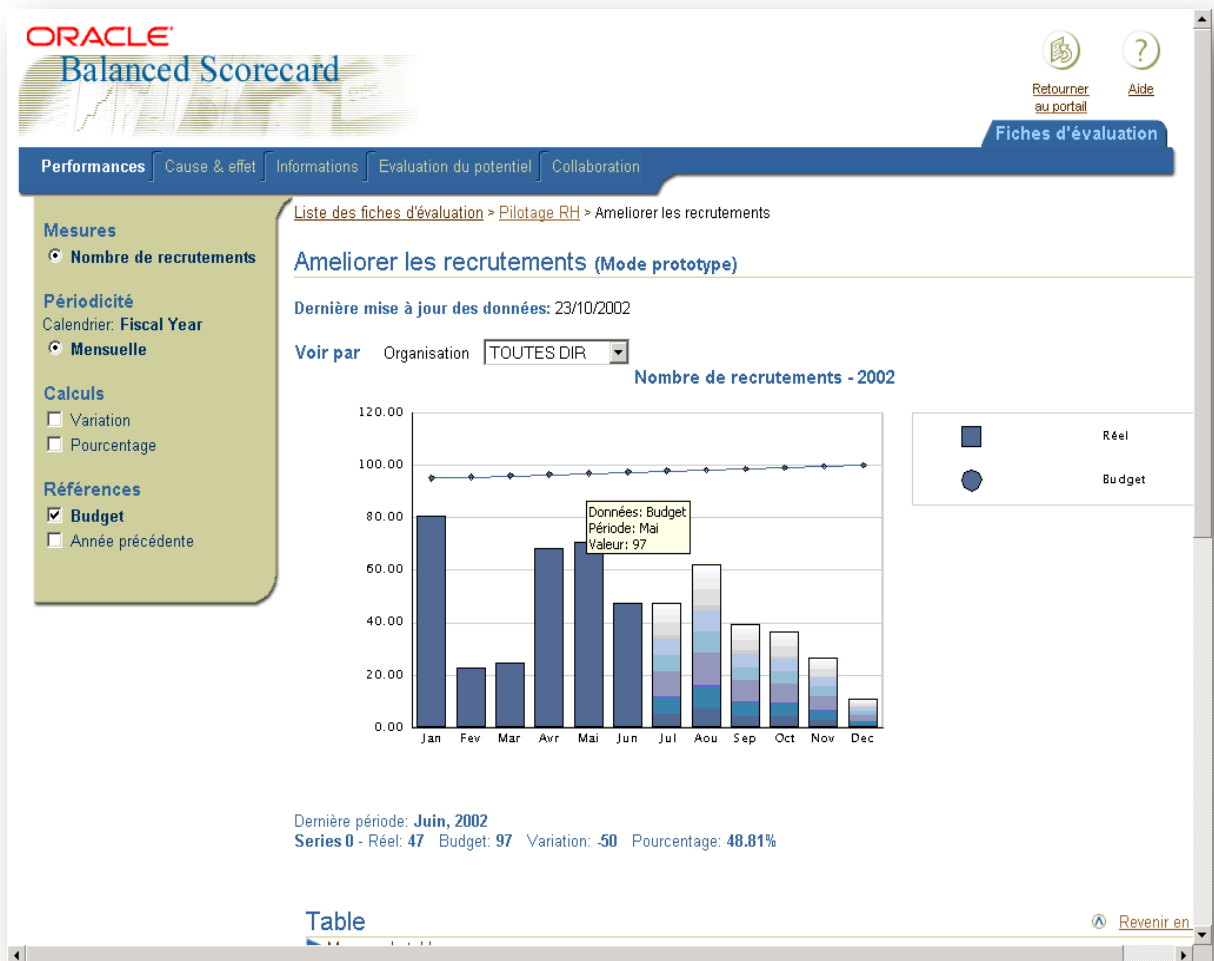 ORACLE
Balanced Scorecard
Retourner
au portail
Aide
Fiches d'évaluation
Performances Cause & effet Informations Evaluation du potentiel Collaboration
Liste des fiches d'évaluation > Pilotage RH > Ameliorer les recrutements
Mesures
Nombre de recrutements
Périodicité
Calendrier: Fiscal Year
Mensuelle
Calculs
Variation
Pourcentage
Références
Budget
Année précédente
Ameliorer les recrutements (Mode prototype)
Dernière mise à jour des données: 23/10/2002
Voir par Organisation TOUTES DIR
Nombre de recrutements - 2002
120.00
100.00
80.00
60.00
40.00
20.00
0.00
Jan Fev Mar Avr Mai Jun Jul Aou Sep Oct Nov Dec
Données: Budget
Période: Mai
Valeur: 97
Réel
Budget
Dernière période: Juin, 2002
Series 0 - Réel: 47 Budget: 97 Variation: -50 Pourcentage: 48.81%
Table
Revenir en